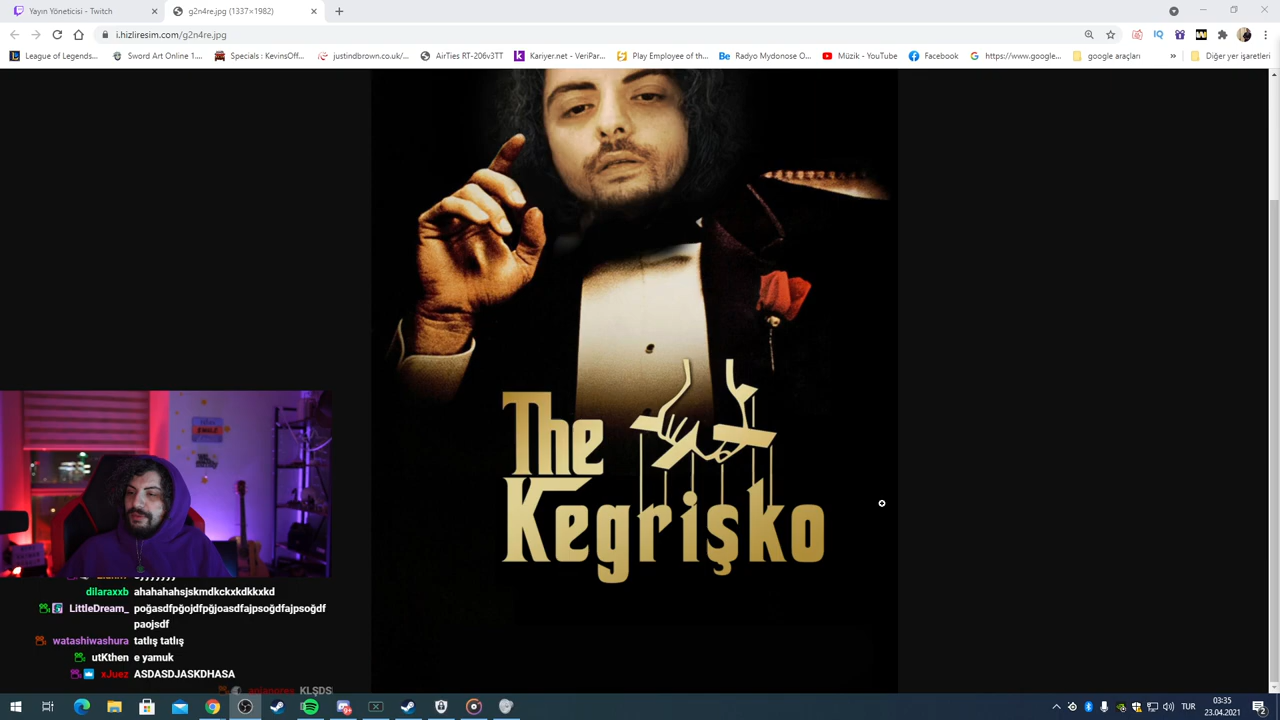 Yayın Yöneticisi - Twitch
g2n4re.jpg (1337×1982)
i.hizliresim.com/g2n4re.jpg
League of Legends...
Sword Art Online 1....
Specials : KevinsOff...
justindbrown.co.uk/...
AirTies RT-206v3TT
Kariyer.net - VeriPar...
Play Employee of th...
Radyo Mydonose O...
Müzik - YouTube
Facebook
https://www.google...
google araçları
»
Diğer yer işaretleri
The
Kegrişko
dilaraxxb ahahahahsjskmdkckxkdkkxkd
LittleDream_ poğasdfpğojdfpğjoasdfajpsoğdfajpsoğdf
paojsdf
watashiwashura tatlış tatlış
utKthen e yamuk
xJuez ASDASDJASKDHASA
KLŞDS
TUR
03:35
23.04.2021
2